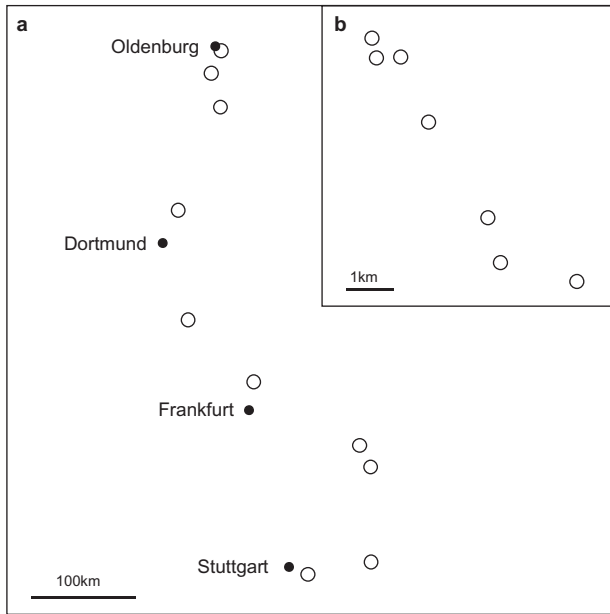 a
Oldenburg
Dortmund
Frankfurt
Stuttgart
100km
b
1km